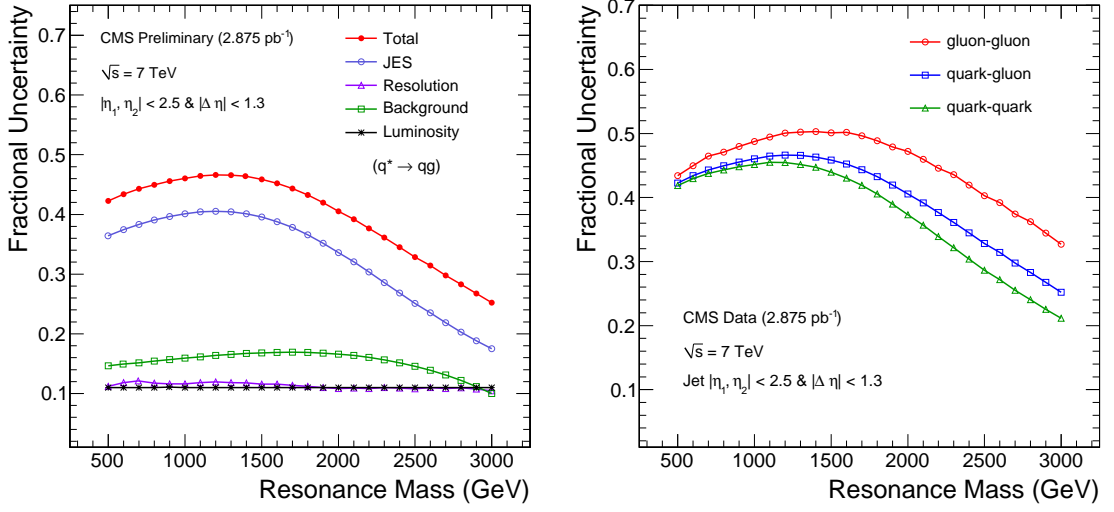 Fractional Uncertainty
0.7
0.6
0.5
0.4
0.3
0.2
0.1
CMS Preliminary (2.875 pb⁻¹)
√s = 7 TeV
|η₁, η₂| < 2.5 & |Δ η| < 1.3
Total
JES
Resolution
Background
Luminosity
(q* → qg)
500 1000 1500 2000 2500 3000
Resonance Mass (GeV)
Fractional Uncertainty
0.7
0.6
0.5
0.4
0.3
0.2
0.1
gluon-gluon
quark-gluon
quark-quark
CMS Data (2.875 pb⁻¹)
√s = 7 TeV
Jet |η₁, η₂| < 2.5 & |Δ η| < 1.3
500 1000 1500 2000 2500 3000
Resonance Mass (GeV)